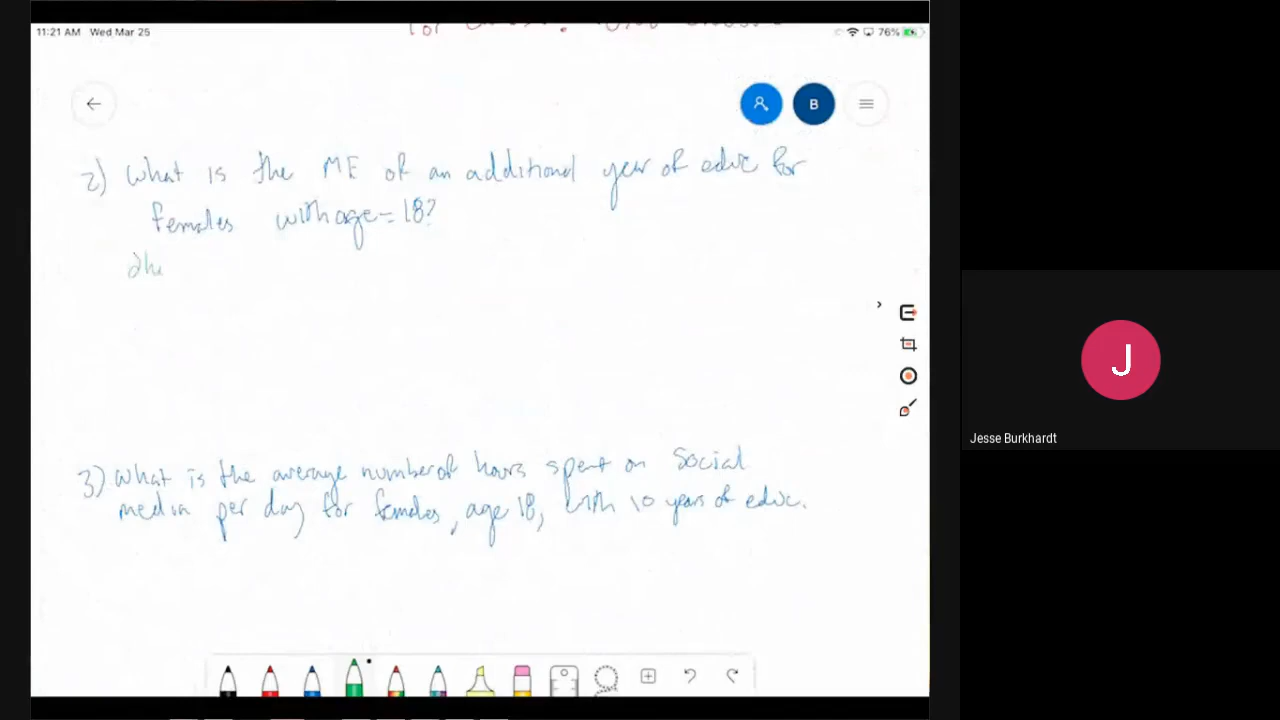 11:21 AM Wed Mar 25
76%
B
2) What is the ME of an additional year of educ for
females with age = 18?
∂h
J
Jesse Burkhardt
3) What is the average number of hours spent on Social
media per day for females, age 18, with 10 years of educ.